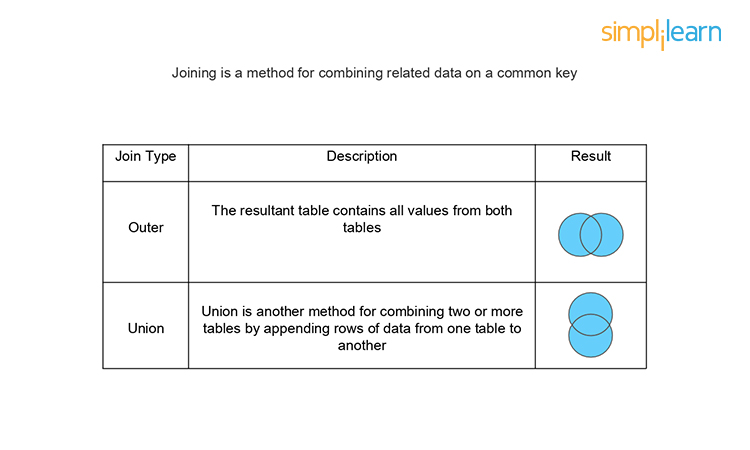 simplilearn
Joining is a method for combining related data on a common key
Join Type
Description
Result
Outer
The resultant table contains all values from both
tables
Union
Union is another method for combining two or more
tables by appending rows of data from one table to
another